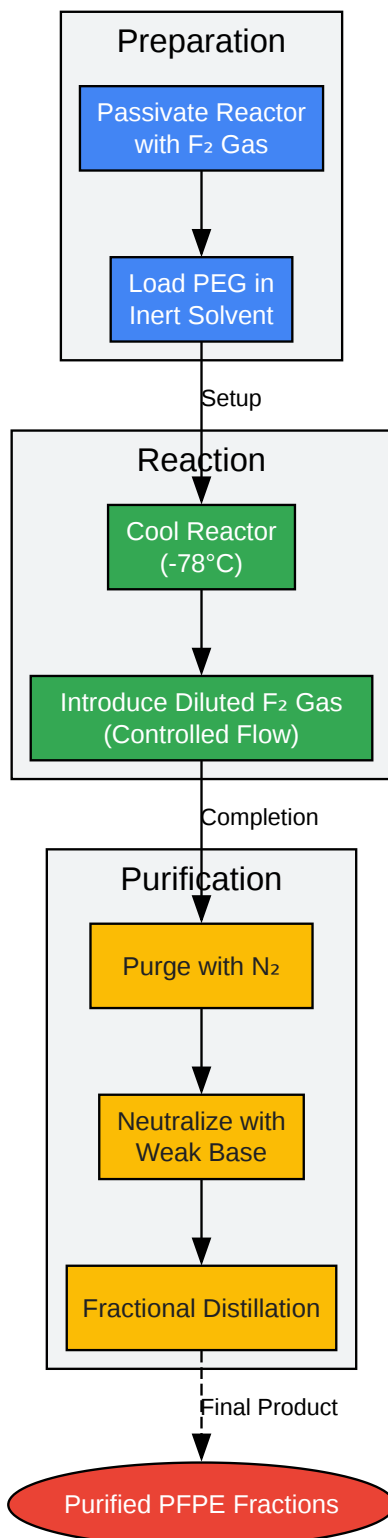 Preparation
Passivate Reactor
with F₂ Gas
Load PEG in
Inert Solvent
Setup
Reaction
Cool Reactor
(-78°C)
Introduce Diluted F₂ Gas
(Controlled Flow)
Completion
Purification
Purge with N₂
Neutralize with
Weak Base
Fractional Distillation
Final Product
Purified PFPE Fractions